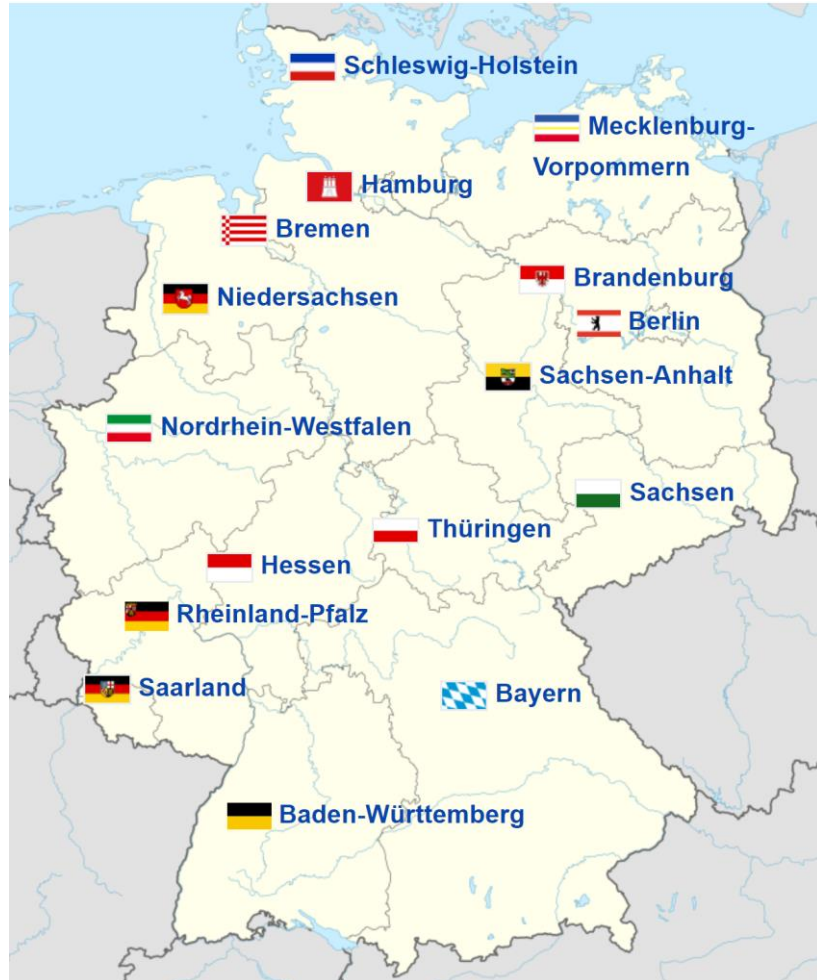 Schleswig-Holstein
Mecklenburg-
Vorpommern
Hamburg
Bremen
Brandenburg
Niedersachsen
Berlin
Sachsen-Anhalt
Nordrhein-Westfalen
Sachsen
Thüringen
Hessen
Rheinland-Pfalz
Saarland
Bayern
Baden-Württemberg